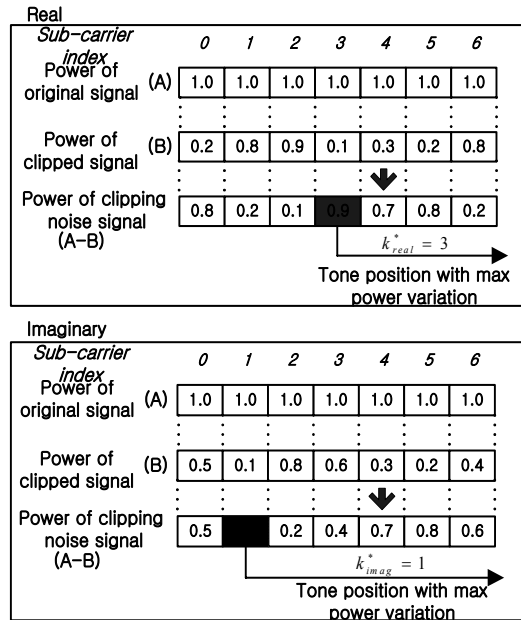 Real
Sub-carrier index 0 1 2 3 4 5 6
Power of original signal (A) 1.0 1.0 1.0 1.0 1.0 1.0 1.0
Power of clipped signal (B) 0.2 0.8 0.9 0.1 0.3 0.2 0.8
Power of clipping noise signal (A-B) 0.8 0.2 0.1 0.9 0.7 0.8 0.2
k*real = 3
Tone position with max
power variation
Imaginary
Sub-carrier index 0 1 2 3 4 5 6
Power of original signal (A) 1.0 1.0 1.0 1.0 1.0 1.0 1.0
Power of clipped signal (B) 0.5 0.1 0.8 0.6 0.3 0.2 0.4
Power of clipping noise signal (A-B) 0.5 0.2 0.4 0.7 0.8 0.6
k*imag = 1
Tone position with max
power variation